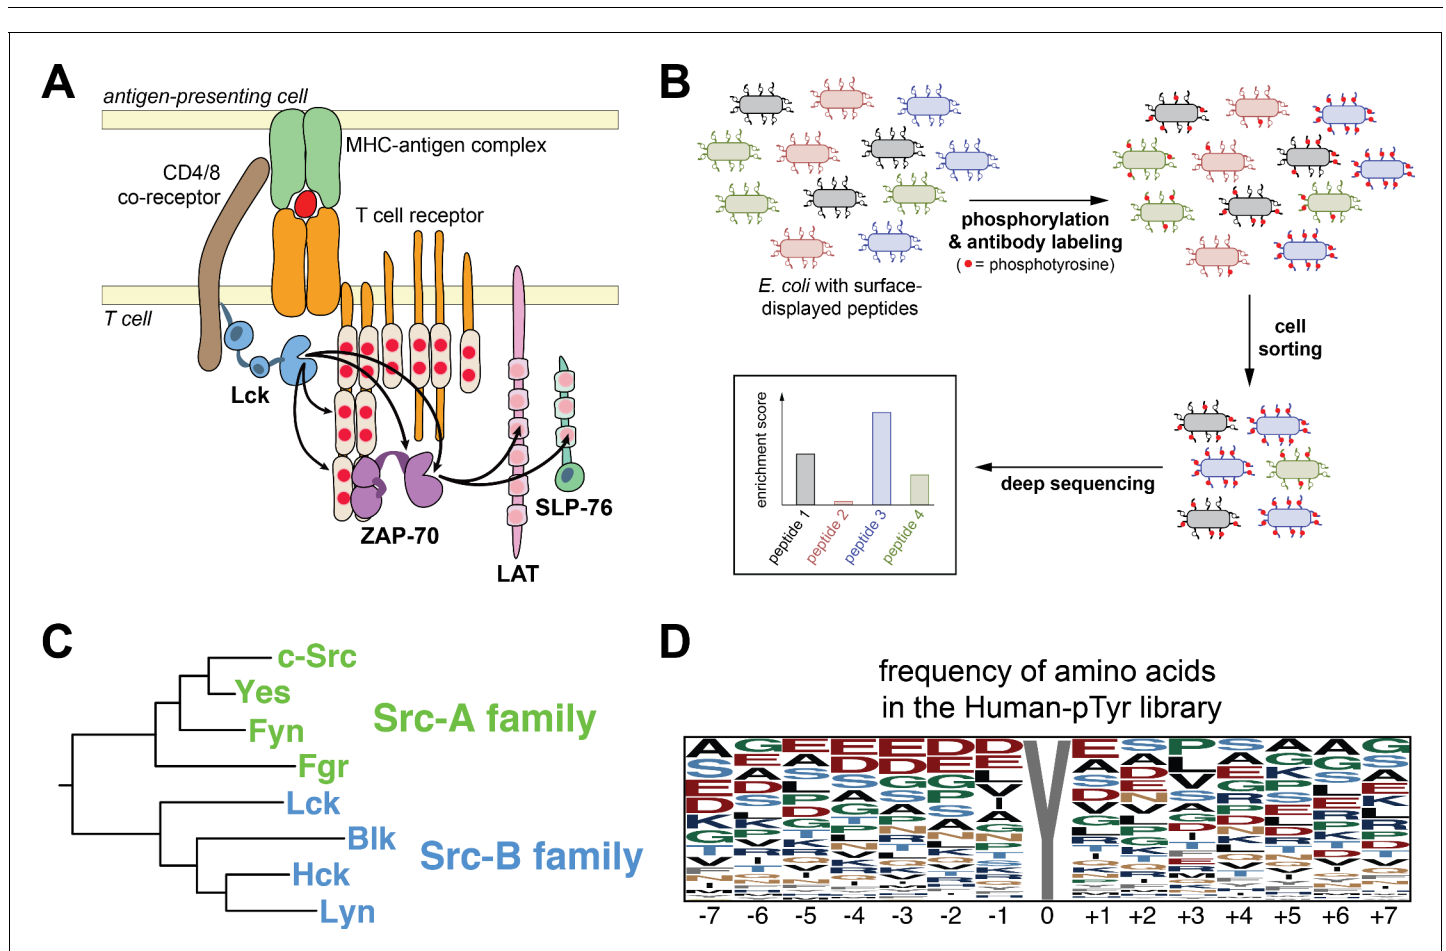 A
antigen-presenting cell
MHC-antigen complex
CD4/8
co-receptor
T cell receptor
T cell
Lck
ZAP-70
SLP-76
LAT
B
E. coli with surface-
displayed peptides
phosphorylation
& antibody labeling
( = phosphotyrosine)
cell
sorting
deep sequencing
enrichment score
peptide 1
peptide 2
peptide 3
peptide 4
C
c-Src
Yes
Fyn
Fgr
Src-A family
Lck
Blk
Hck
Lyn
Src-B family
D
frequency of amino acids
in the Human-pTyr library
A G E E E D D Y E S P S A A G
-7 -6 -5 -4 -3 -2 -1 0 +1 +2 +3 +4 +5 +6 +7